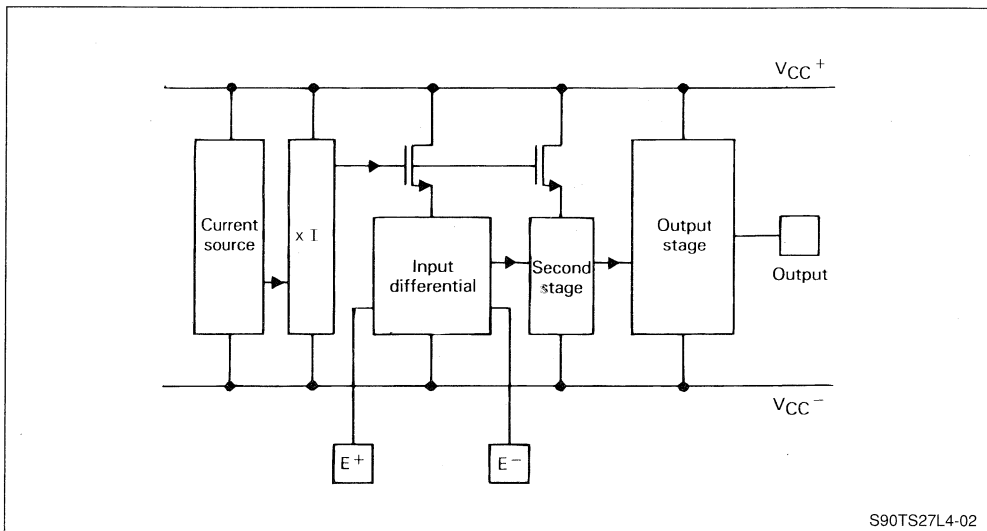 VCC+
Current
source
x I
Input
differential
Second
stage
Output
stage
Output
VCC−
E+
E−
S90TS27L4-02